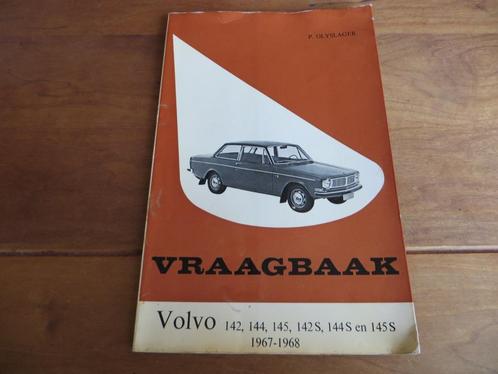 P. OLYSLAGER
VRAAGBAAK
Volvo 142, 144, 145, 142S, 144S en 145S
1967-1968